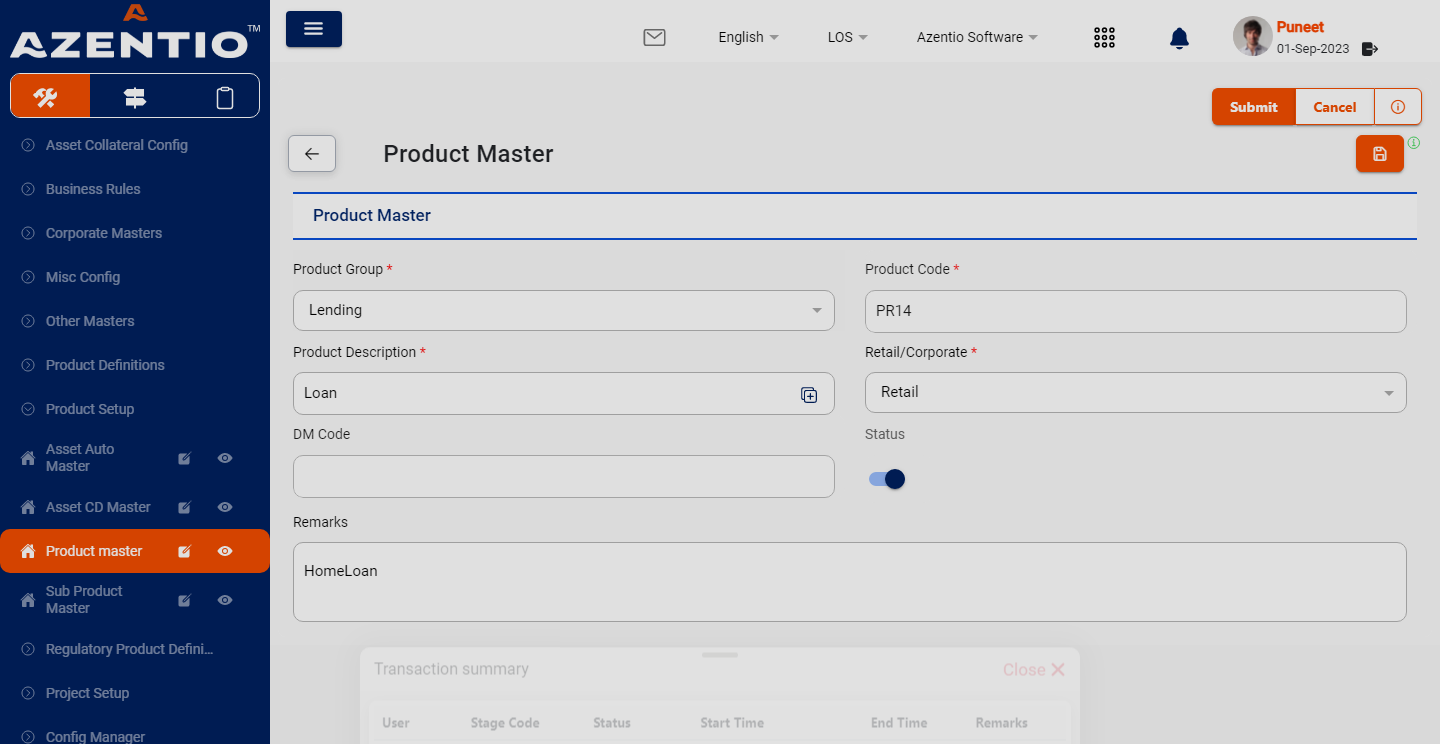 AZENTIO™
English
LOS
Azentio Software
Puneet
01-Sep-2023
Submit
Cancel
Product Master
Asset Collateral Config
Business Rules
Corporate Masters
Misc Config
Other Masters
Product Definitions
Product Setup
Asset Auto
Master
Asset CD Master
Product master
Sub Product
Master
Regulatory Product Defini...
Project Setup
Config Manager
Product Master
Product Group *
Product Code *
Lending
PR14
Product Description *
Retail/Corporate *
Loan
Retail
DM Code
Status
Remarks
HomeLoan
Transaction summary
Close X
User Stage Code Status Start Time End Time Remarks